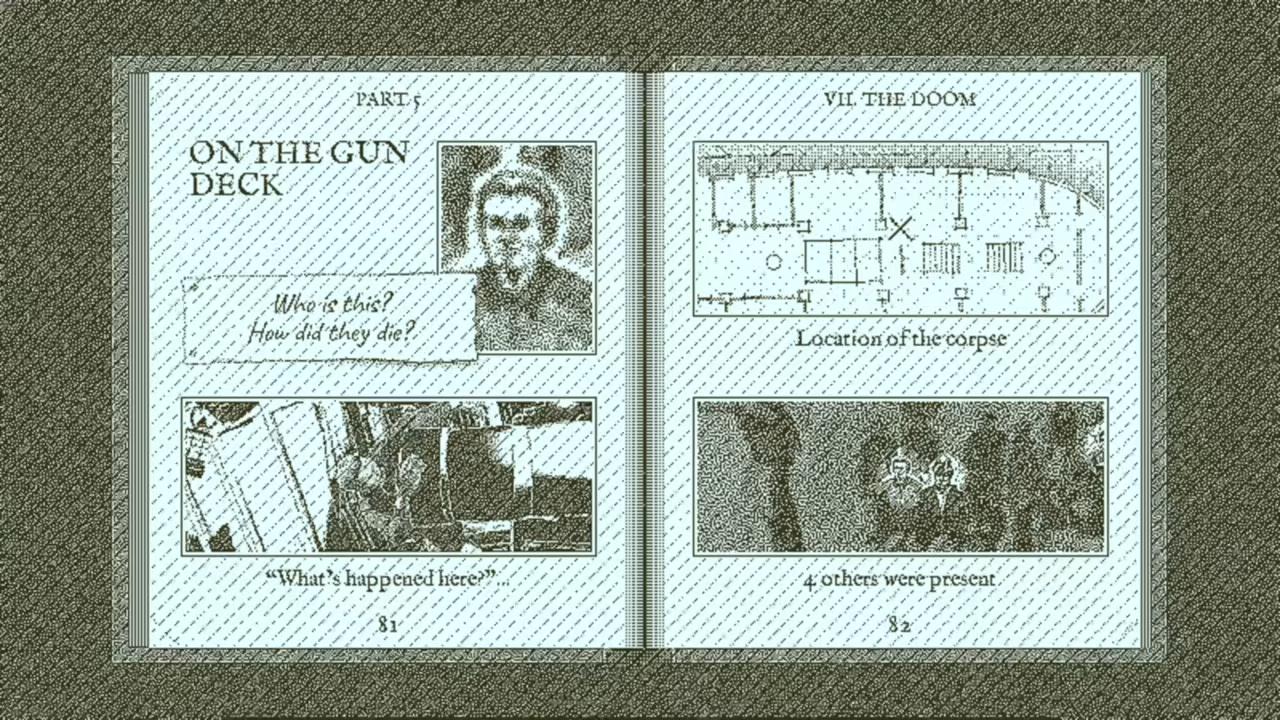 PART 5
ON THE GUN
DECK
Who is this?
How did they die?
“What’s happened here?”...
81
VII. THE DOOM
Location of the corpse
4 others were present
82